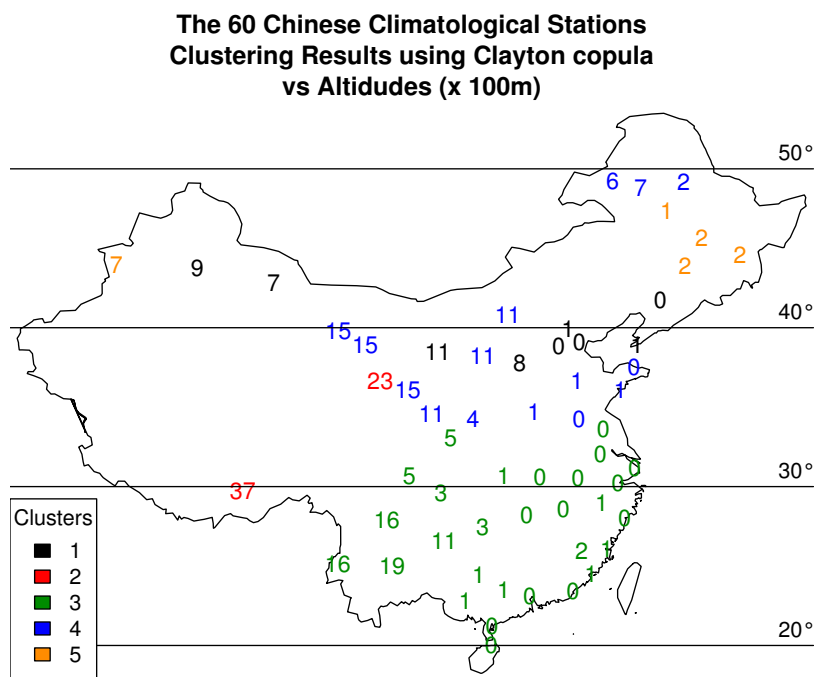 The 60 Chinese Climatological Stations
Clustering Results using Clayton copula
vs Altidudes (x 100m)
50°
6 7 2
1
2
7 9 2 2
7
0
11
40°
15 1
15 11 11 8 0 0 1
0
23 15 1 1
11 4 1 0
5 0
0
5 1 0 0 0
30°
37 3 0
1
16 3 0 0 0
11
2 1
16 19 1 1
1 0 0
1
1
20°
0
Clusters
1
2
3
4
5